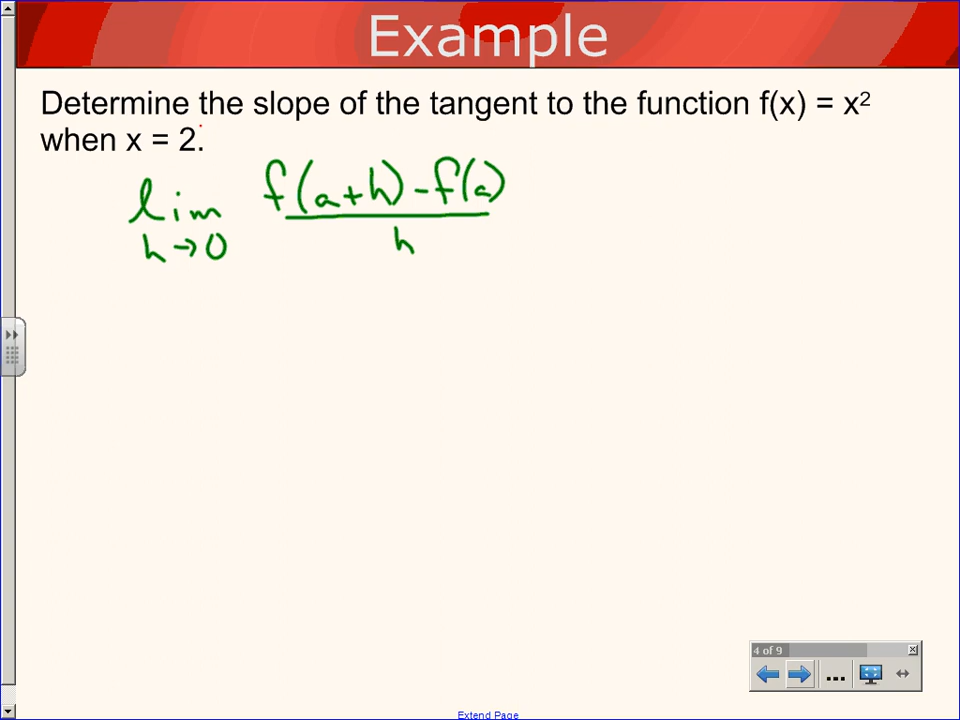 Example
Determine the slope of the tangent to the function f(x) = x²
when x = 2.
lim f(a+h)-f(a)
h→0 h
4 of 9
...
Extend Page